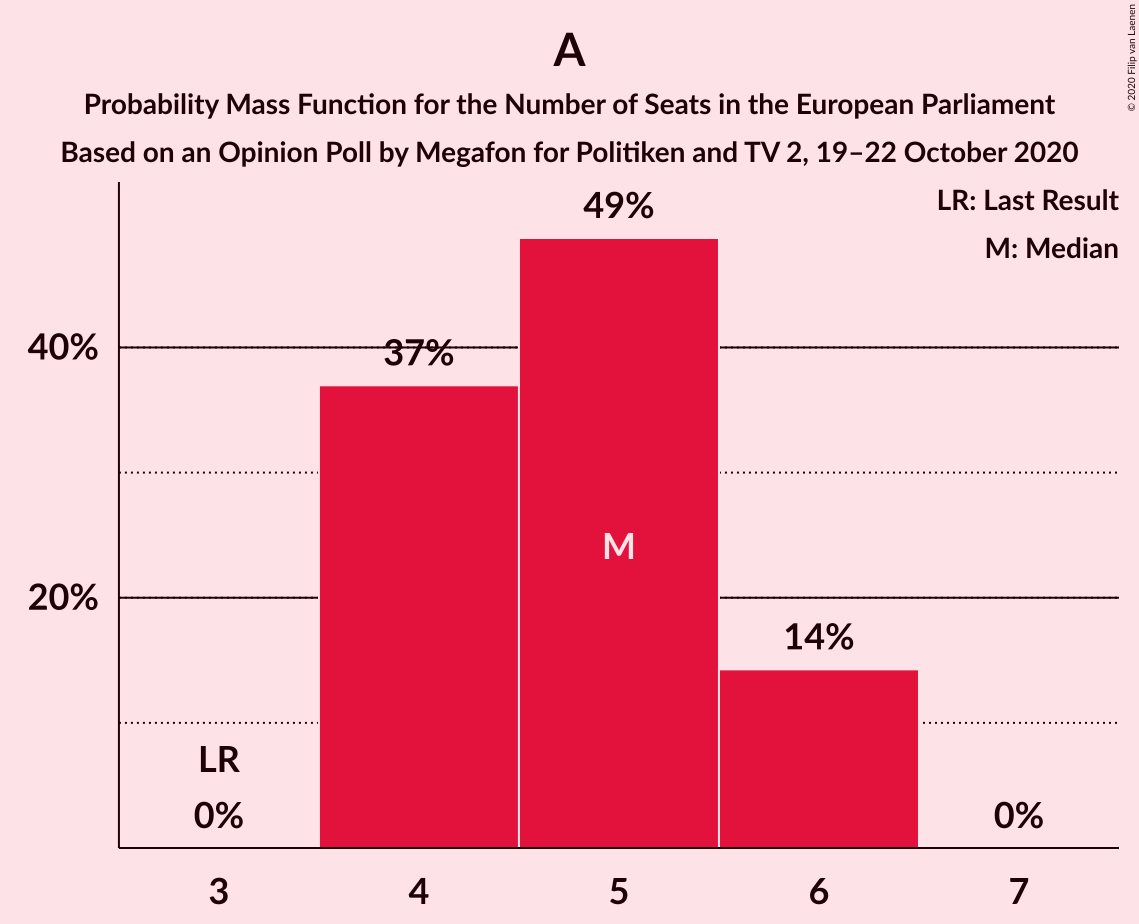 A
Probability Mass Function for the Number of Seats in the European Parliament
Based on an Opinion Poll by Megafon for Politiken and TV 2, 19–22 October 2020
© 2020 Filip van Laenen
LR: Last Result
M: Median
49%
40%
37%
M
20%
14%
LR
0%
0%
3 4 5 6 7